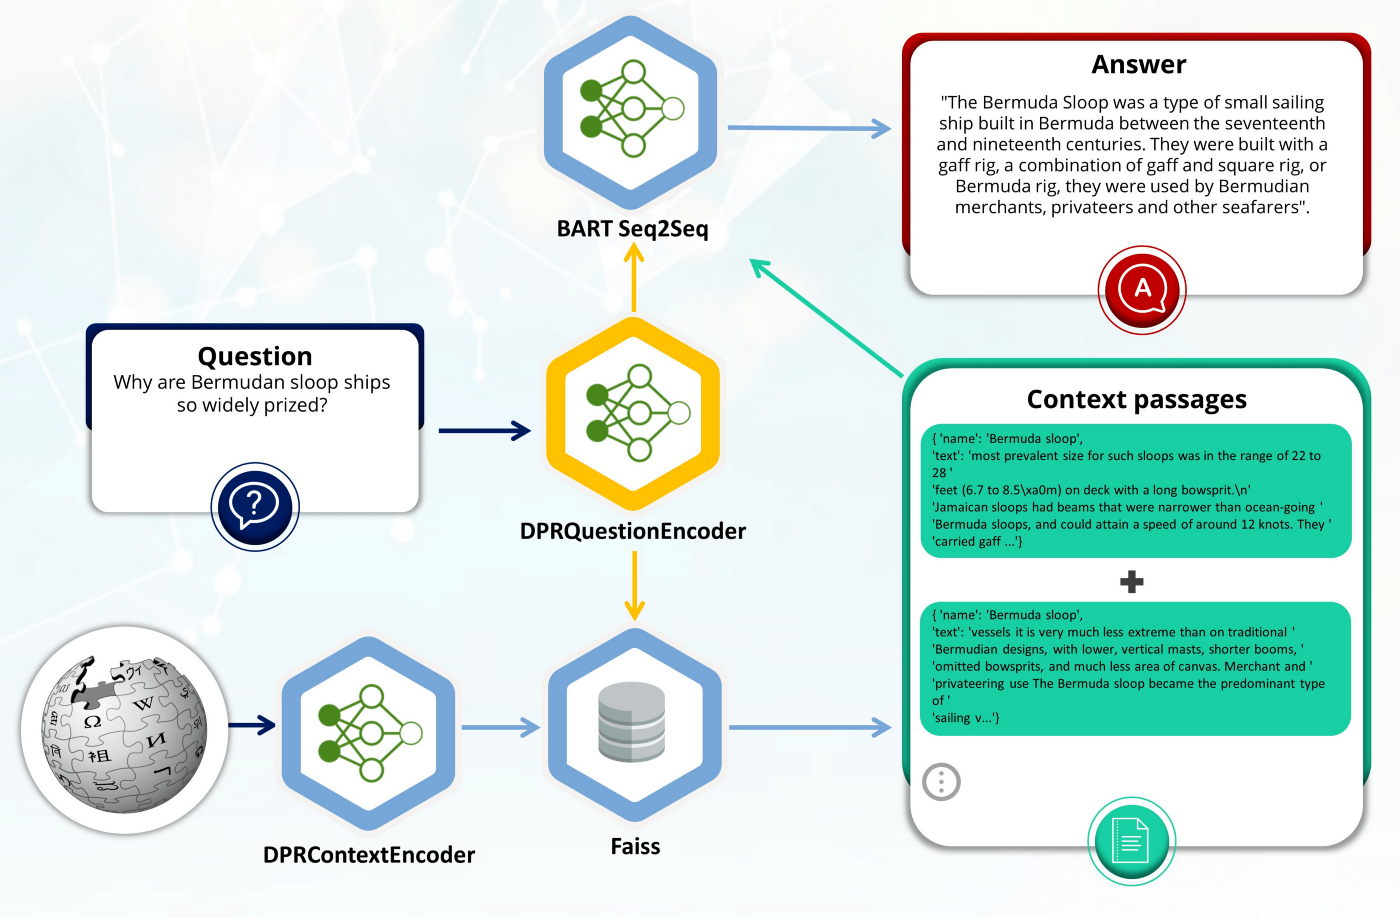 BART Seq2Seq
Answer
"The Bermuda Sloop was a type of small sailing
ship built in Bermuda between the seventeenth
and nineteenth centuries. They were built with a
gaff rig, a combination of gaff and square rig, or
Bermuda rig, they were used by Bermudian
merchants, privateers and other seafarers".
A
Question
Why are Bermudan sloop ships
so widely prized?
?
DPRQuestionEncoder
Context passages
{ 'name': 'Bermuda sloop',
'text': 'most prevalent size for such sloops was in the range of 22 to
28 '
'feet (6.7 to 8.5\xa0m) on deck with a long bowsprit.\n'
'Jamaican sloops had beams that were narrower than ocean-going '
'Bermuda sloops, and could attain a speed of around 12 knots. They '
'carried gaff ...'}
{ 'name': 'Bermuda sloop',
'text': 'vessels it is very much less extreme than on traditional '
'Bermudian designs, with lower, vertical masts, shorter booms, '
'omitted bowsprits, and much less area of canvas. Merchant and '
'privateering use The Bermuda sloop became the predominant type
of '
'sailing v...'}
Ω W
祖 И
DPRContextEncoder
Faiss